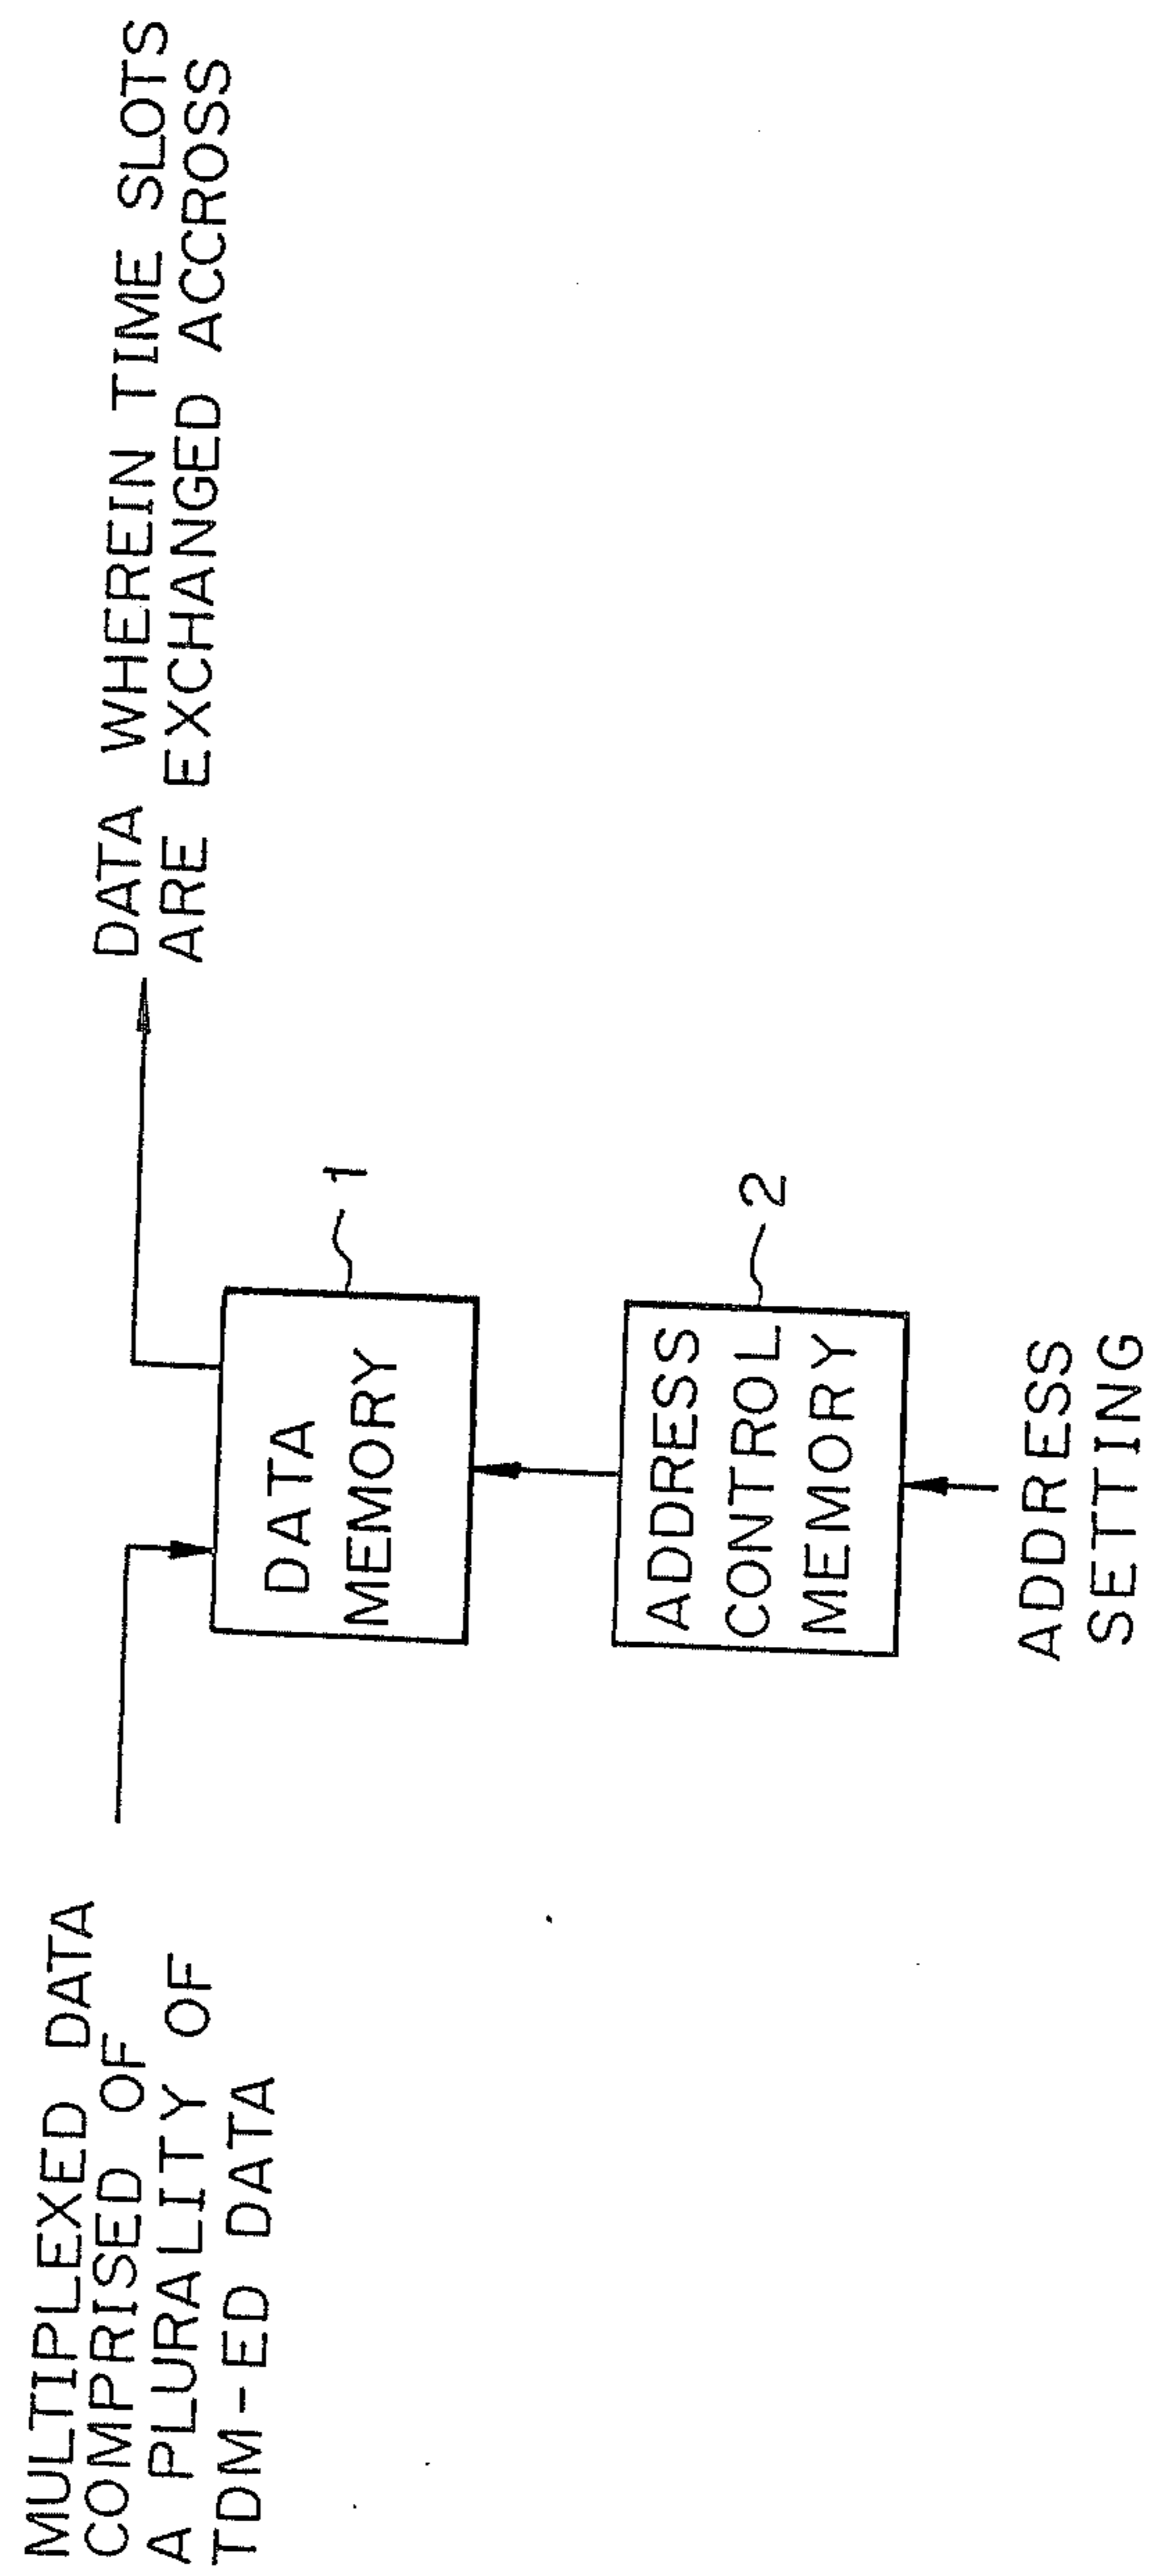 MULTIPLEXED DATA
COMPRISED OF
A PLURALITY OF
TDM-ED DATA
DATA WHEREIN TIME SLOTS
ARE EXCHANGED ACCROSS
1
DATA
MEMORY
2
ADDRESS
CONTROL
MEMORY
ADDRESS
SETTING